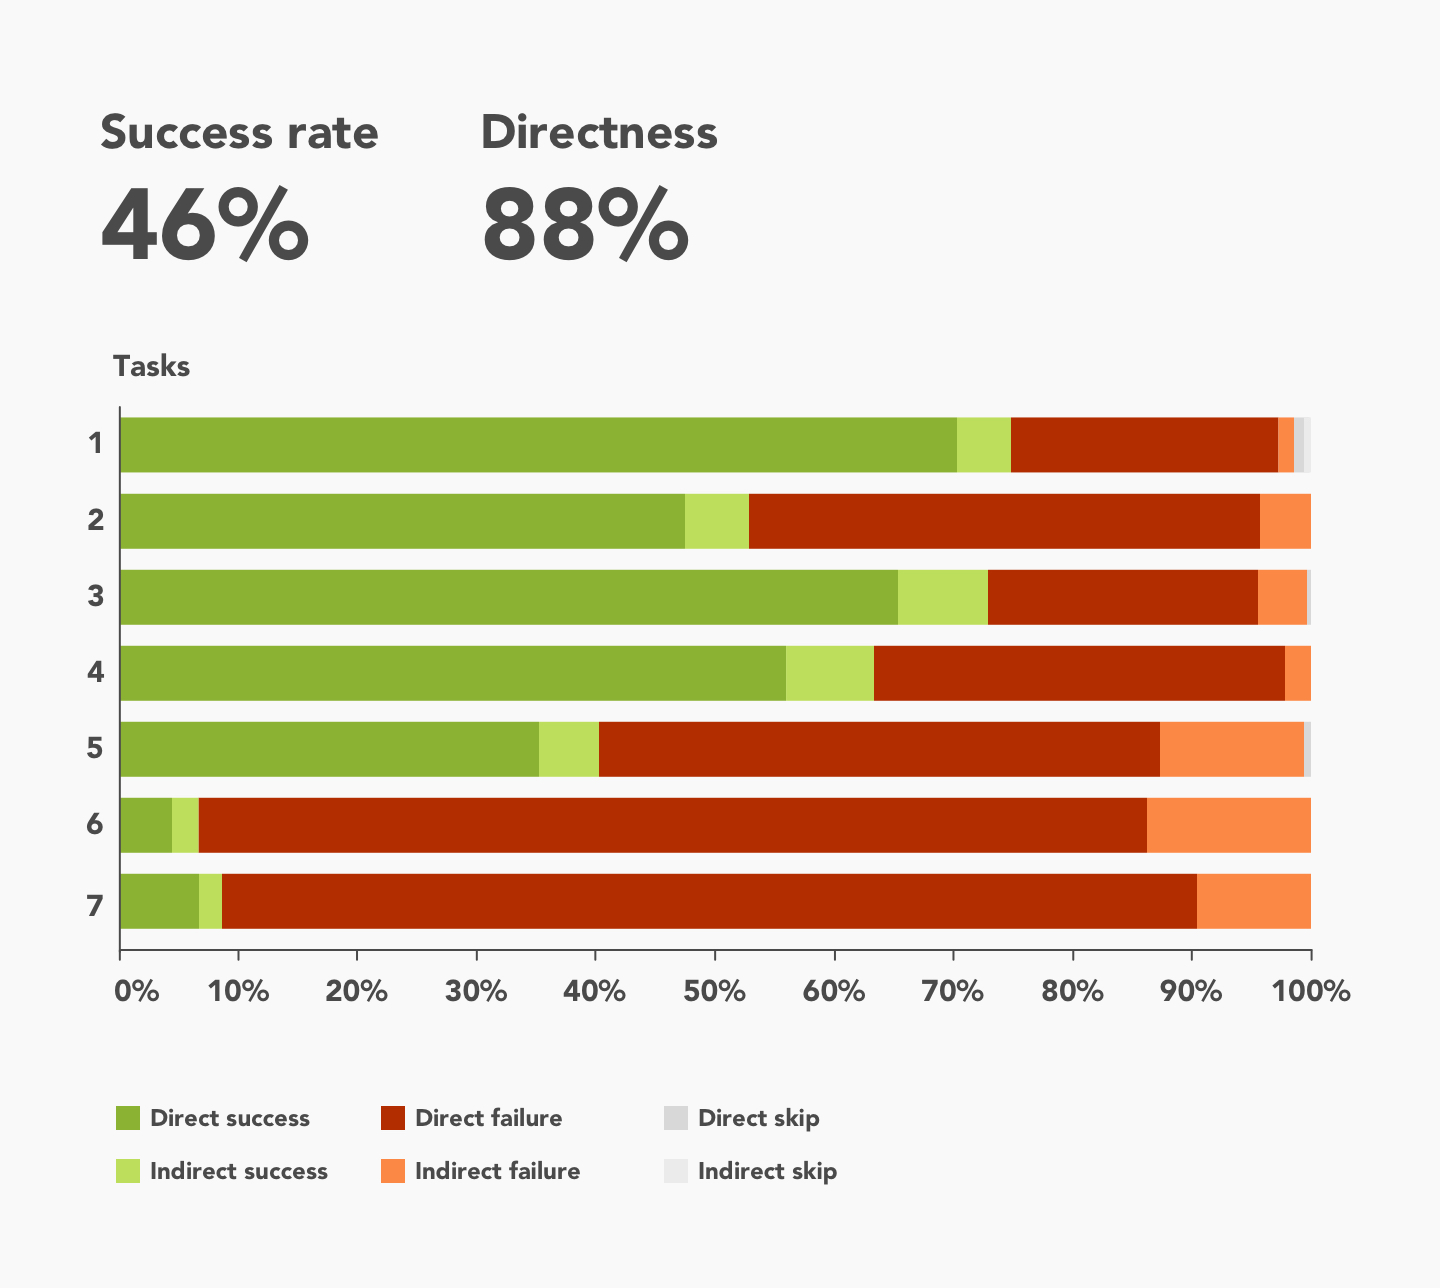 Success rate Directness
46% 88%
Tasks
1
2
3
4
5
6
7
0% 10% 20% 30% 40% 50% 60% 70% 80% 90% 100%
Direct success Direct failure Direct skip
Indirect success Indirect failure Indirect skip